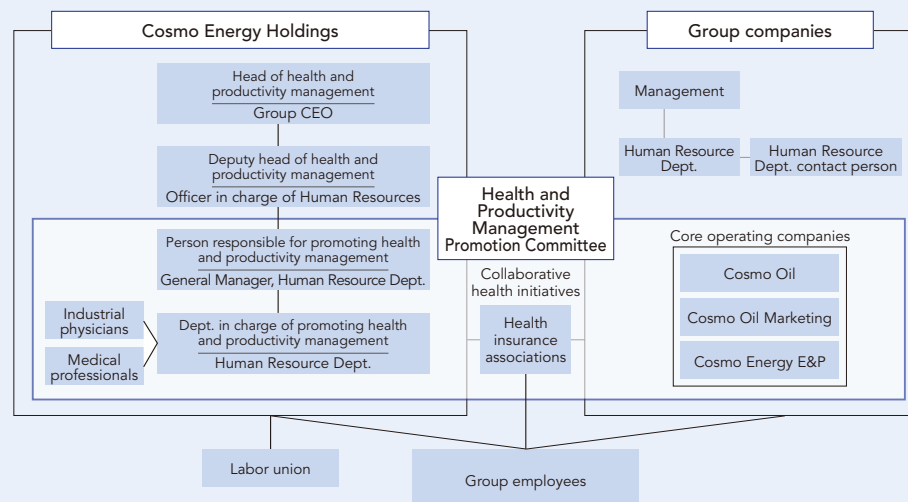 Cosmo Energy Holdings
Head of health and
productivity management
Group CEO
Deputy head of health and
productivity management
Officer in charge of Human Resources
Person responsible for promoting health
and productivity management
General Manager, Human Resource Dept.
Industrial
physicians
Medical
professionals
Dept. in charge of promoting health
and productivity management
Human Resource Dept.
Health and
Productivity
Management
Promotion Committee
Collaborative
health initiatives
Health
insurance
associations
Group companies
Management
Human Resource
Dept.
Human Resource
Dept. contact person
Core operating companies
Cosmo Oil
Cosmo Oil Marketing
Cosmo Energy E&P
Labor union
Group employees